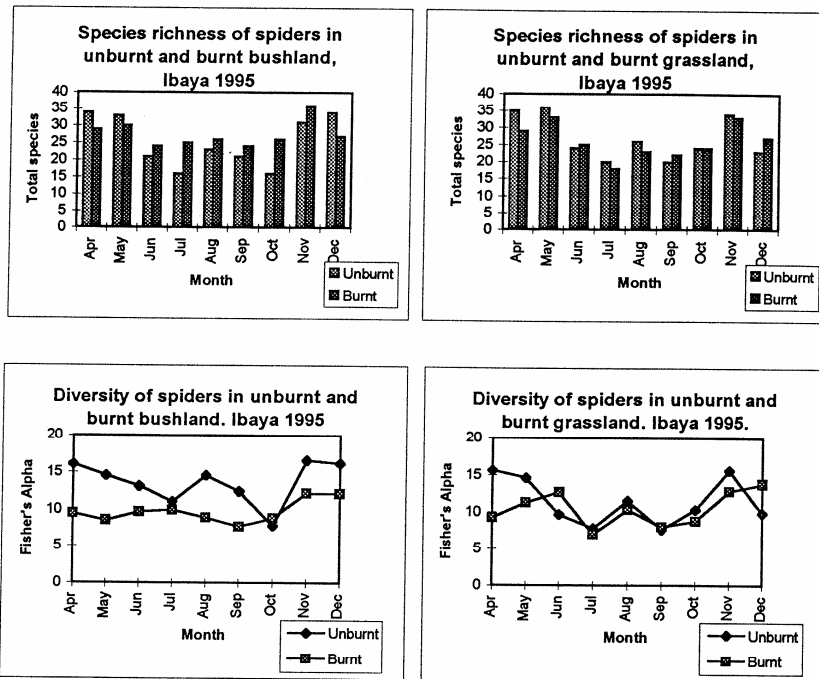 Species richness of spiders in
unburnt and burnt bushland,
Ibaya 1995
Total species
40
35
30
25
20
15
10
5
0
Apr
May
Jun
Jul
Aug
Sep
Oct
Nov
Dec
Month
Unburnt
Burnt
Species richness of spiders in
unburnt and burnt grassland,
Ibaya 1995
Total species
40
35
30
25
20
15
10
5
0
Apr
May
Jun
Jul
Aug
Sep
Oct
Nov
Dec
Month
Unburnt
Burnt
Diversity of spiders in unburnt and
burnt bushland. Ibaya 1995
Fisher's Alpha
20
15
10
5
0
Apr
May
Jun
Jul
Aug
Sep
Oct
Nov
Dec
Month
Unburnt
Burnt
Diversity of spiders in unburnt and
burnt grassland. Ibaya 1995.
Fisher's Alpha
20
15
10
5
0
Apr
May
Jun
Jul
Aug
Sep
Oct
Nov
Dec
Month
Unburnt
Burnt